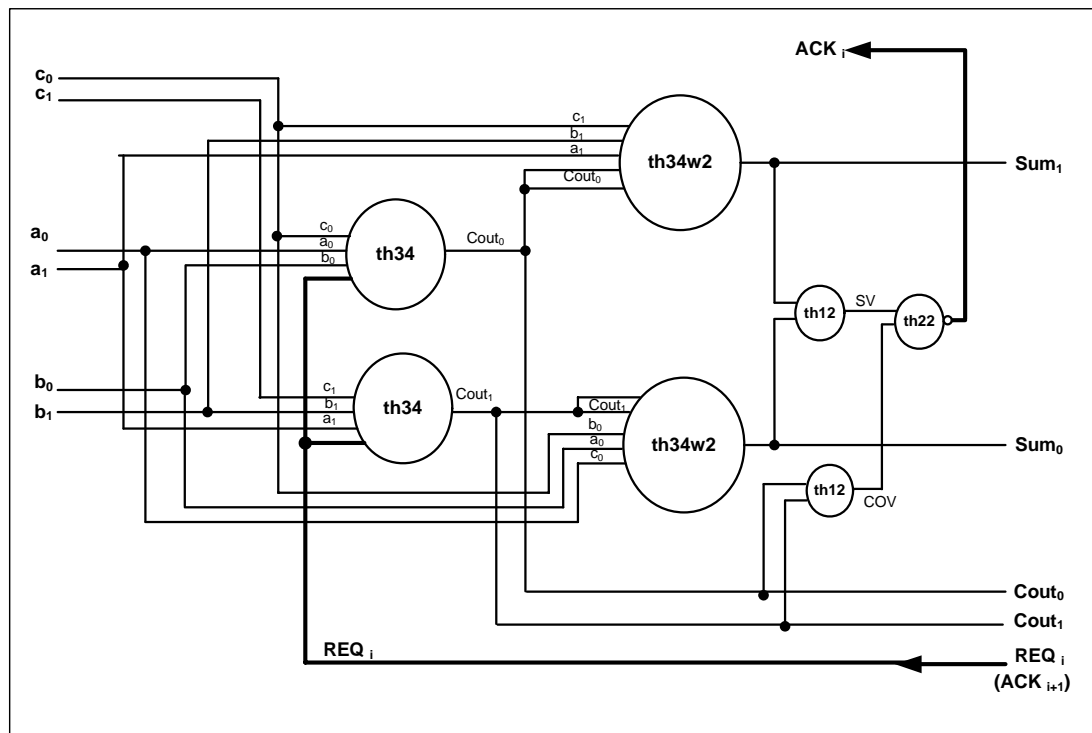 ACK i
c0
c1
c1
b1
a1
Cout0
th34w2
Sum1
a0
a1
c0
a0
b0
th34
Cout0
th12
SV
th22
b0
b1
c1
b1
a1
th34
Cout1
Cout1
b0
a0
c0
th34w2
Sum0
th12
COV
Cout0
Cout1
REQ i
REQ i
(ACK i+1)